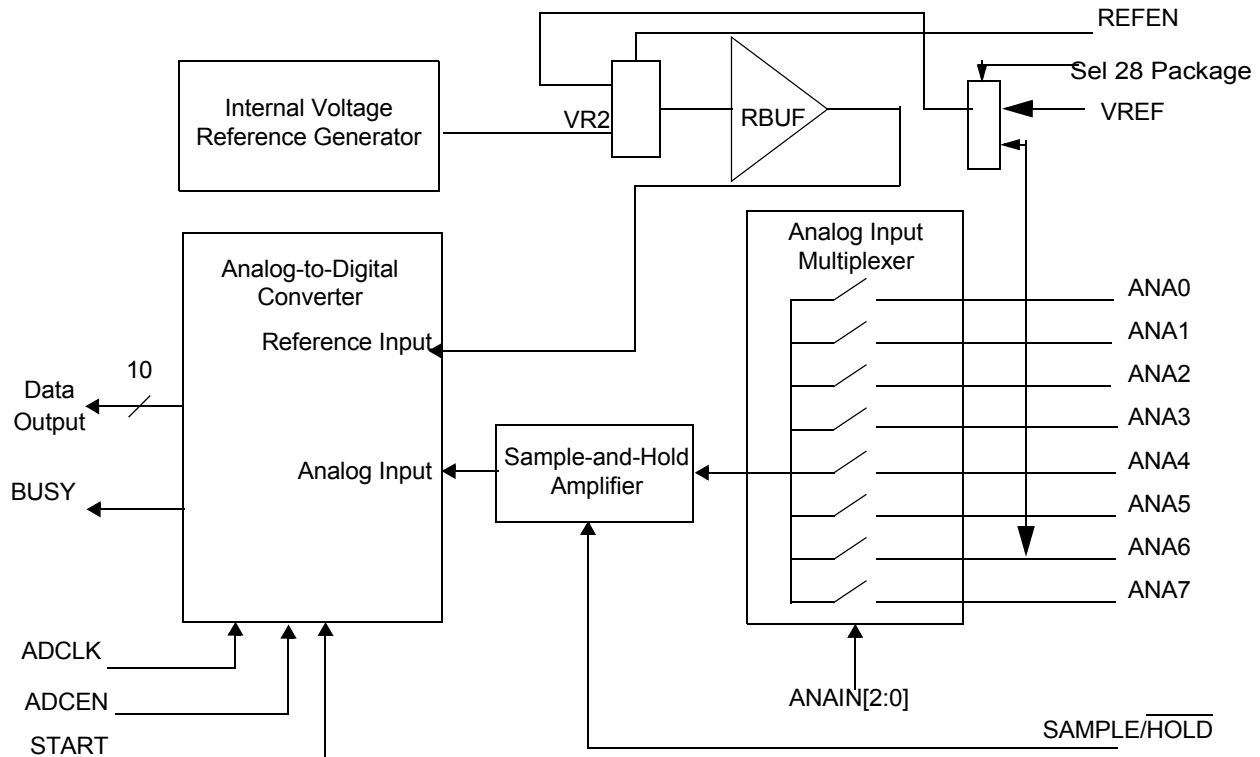 REFEN
Sel 28 Package
Internal Voltage
Reference Generator
VR2
RBUF
VREF
Analog Input
Multiplexer
Analog-to-Digital
Converter
ANA0
Reference Input
ANA1
10
Data
Output
ANA2
ANA3
Analog Input
Sample-and-Hold
Amplifier
ANA4
BUSY
ANA5
ANA6
ANA7
ADCLK
ADCEN
ANAIN[2:0]
START
SAMPLE/HOLD